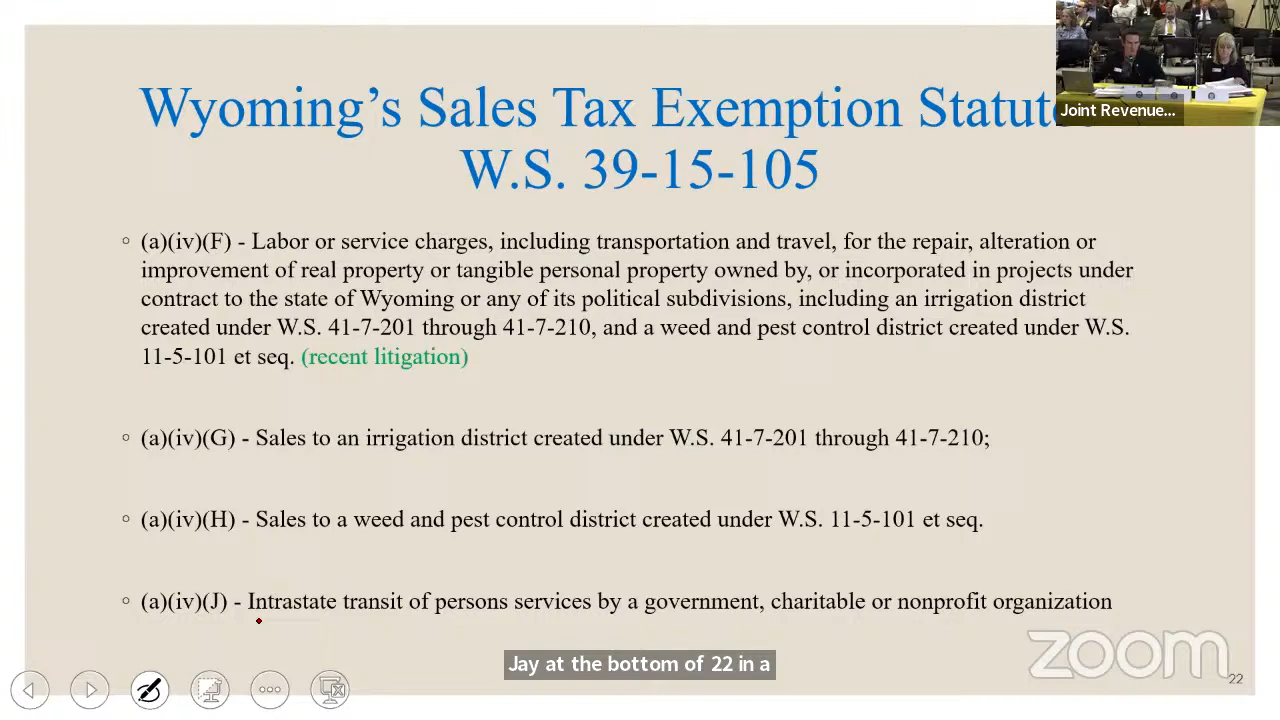 Wyoming's Sales Tax Exemption Statute
W.S. 39-15-105
Joint Revenue...
◦ (a)(iv)(F) - Labor or service charges, including transportation and travel, for the repair, alteration or
improvement of real property or tangible personal property owned by, or incorporated in projects under
contract to the state of Wyoming or any of its political subdivisions, including an irrigation district
created under W.S. 41-7-201 through 41-7-210, and a weed and pest control district created under W.S.
11-5-101 et seq. (recent litigation)
◦ (a)(iv)(G) - Sales to an irrigation district created under W.S. 41-7-201 through 41-7-210;
◦ (a)(iv)(H) - Sales to a weed and pest control district created under W.S. 11-5-101 et seq.
◦ (a)(iv)(J) - Intrastate transit of persons services by a government, charitable or nonprofit organization
Jay at the bottom of 22 in a
zoom
22